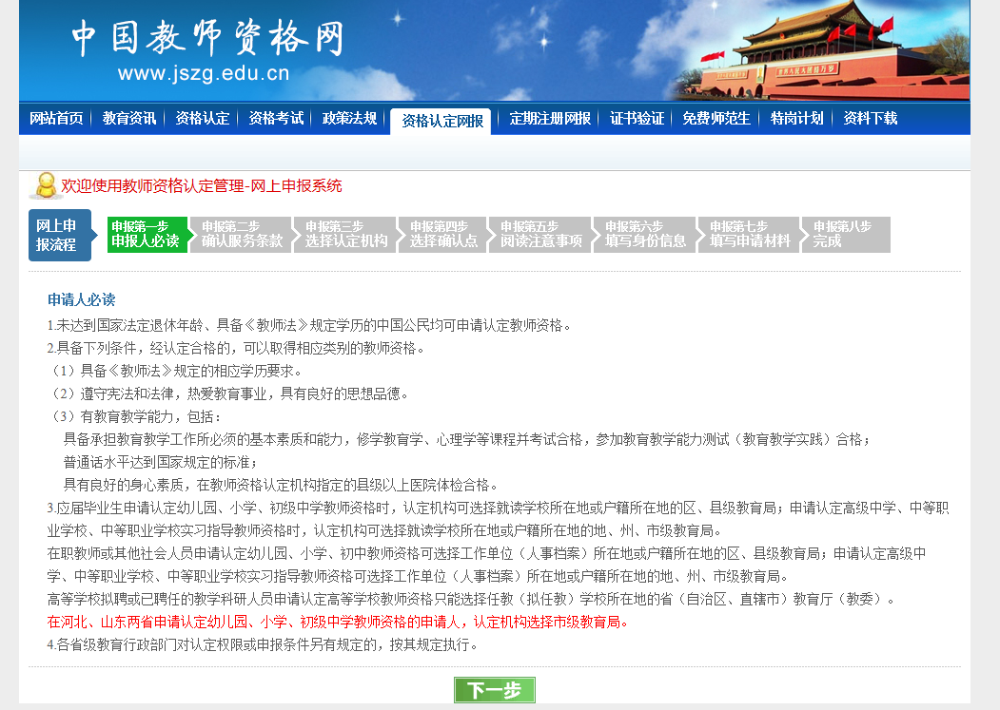 中国教师资格网
www.jszg.edu.cn
网站首页 教育资讯 资格认定 资格考试 政策法规 资格认定网报 定期注册网报 证书验证 免费师范生 特岗计划 资料下载
欢迎使用教师资格认定管理-网上申报系统
网上申
报流程
申报第一步
申报人必读
申报第二步
确认服务条款
申报第三步
选择认定机构
申报第四步
选择确认点
申报第五步
阅读注意事项
申报第六步
填写身份信息
申报第七步
填写申请材料
申报第八步
完成
申请人必读
1.未达到国家法定退休年龄、具备《教师法》规定学历的中国公民均可申请认定教师资格。
2.具备下列条件，经认定合格的，可以取得相应类别的教师资格。
（1）具备《教师法》规定的相应学历要求。
（2）遵守宪法和法律，热爱教育事业，具有良好的思想品德。
（3）有教育教学能力，包括：
具备承担教育教学工作所必须的基本素质和能力，修学教育学、心理学等课程并考试合格，参加教育教学能力测试（教育教学实践）合格；
普通话水平达到国家规定的标准；
具有良好的身心素质，在教师资格认定机构指定的县级以上医院体检合格。
3.应届毕业生申请认定幼儿园、小学、初级中学教师资格时，认定机构可选择就读学校所在地或户籍所在地的区、县级教育局；申请认定高级中学、中等职
业学校、中等职业学校实习指导教师资格时，认定机构可选择就读学校所在地或户籍所在地的地、州、市级教育局。
在职教师或其他社会人员申请认定幼儿园、小学、初中教师资格可选择工作单位（人事档案）所在地或户籍所在地的区、县级教育局；申请认定高级中
学、中等职业学校、中等职业学校实习指导教师资格可选择工作单位（人事档案）所在地或户籍所在地的地、州、市级教育局。
高等学校拟聘或已聘任的教学科研人员申请认定高等学校教师资格只能选择任教（拟任教）学校所在地的省（自治区、直辖市）教育厅（教委）。
在河北、山东两省申请认定幼儿园、小学、初级中学教师资格的申请人，认定机构选择市级教育局。
4.各省级教育行政部门对认定权限或申报条件另有规定的，按其规定执行。
下一步